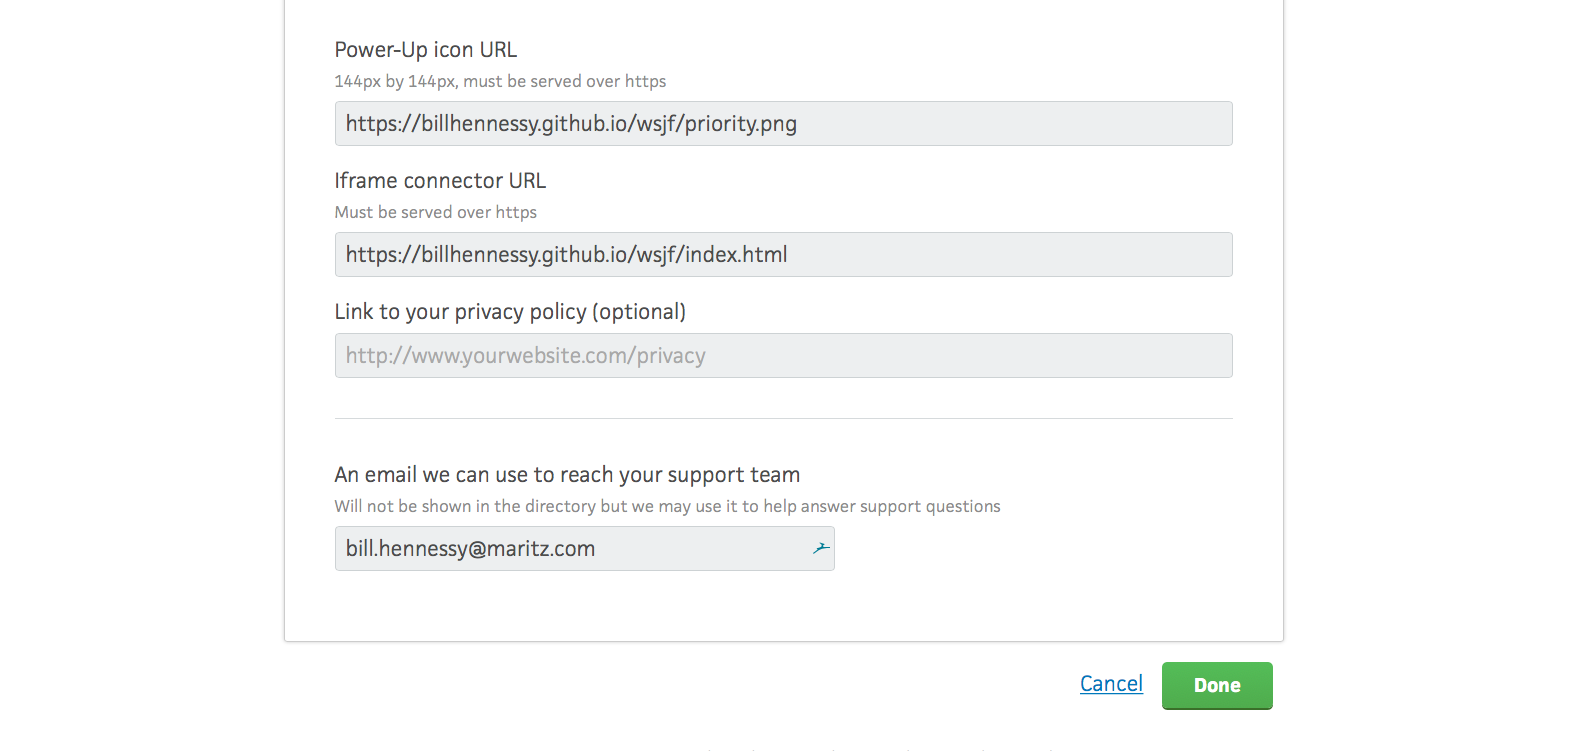 Power-Up icon URL
144px by 144px, must be served over https
https://billhennessy.github.io/wsjf/priority.png
Iframe connector URL
Must be served over https
https://billhennessy.github.io/wsjf/index.html
Link to your privacy policy (optional)
http://www.yourwebsite.com/privacy
An email we can use to reach your support team
Will not be shown in the directory but we may use it to help answer support questions
bill.hennessy@maritz.com
Cancel
Done